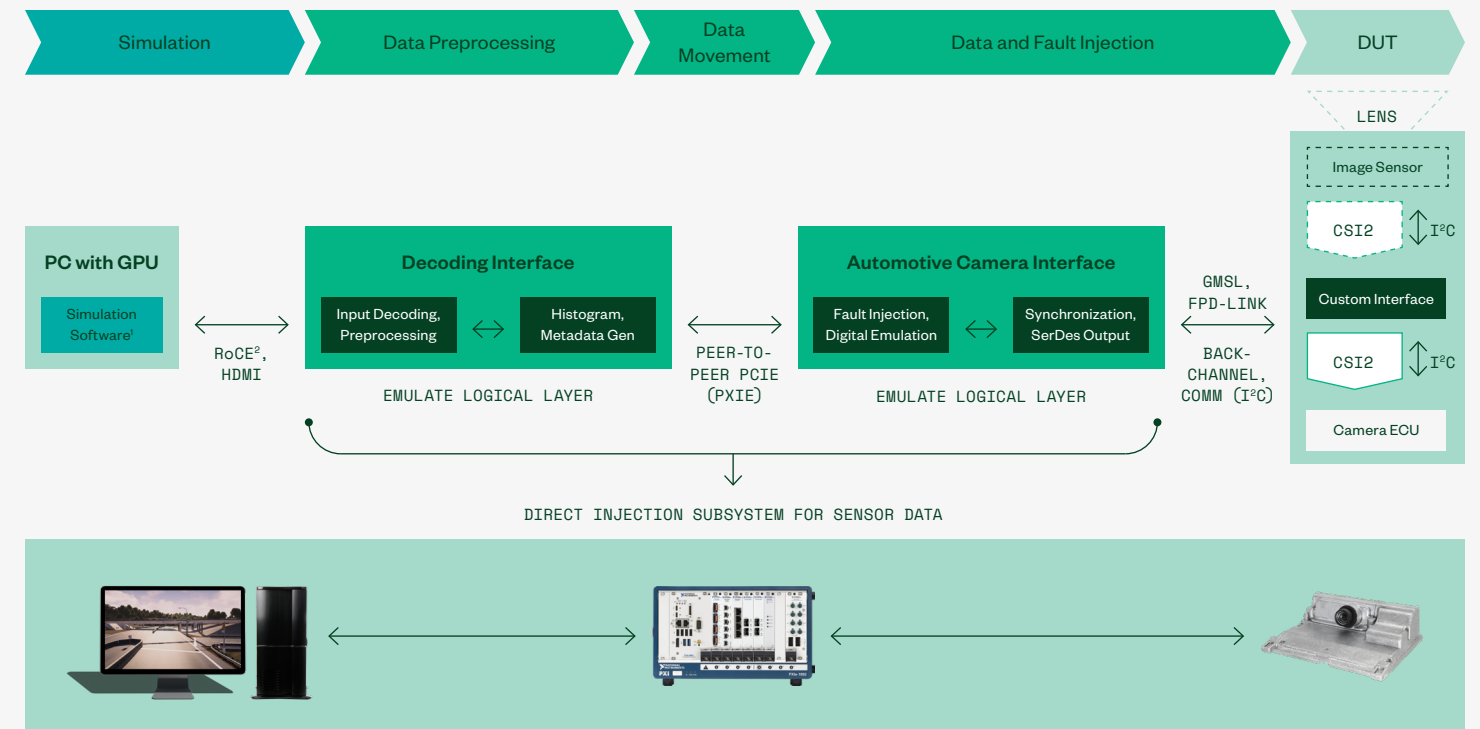 Simulation
Data Preprocessing
Data
Movement
Data and Fault Injection
DUT
LENS
Image Sensor
CSI2
I²C
Custom Interface
CSI2
I²C
Camera ECU
PC with GPU
Simulation
Software¹
RoCE²,
HDMI
Decoding Interface
Input Decoding,
Preprocessing
Histogram,
Metadata Gen
EMULATE LOGICAL LAYER
PEER-TO-
PEER PCIE
(PXIE)
Automotive Camera Interface
Fault Injection,
Digital Emulation
Synchronization,
SerDes Output
EMULATE LOGICAL LAYER
GMSL,
FPD-LINK
BACK-
CHANNEL,
COMM (I²C)
DIRECT INJECTION SUBSYSTEM FOR SENSOR DATA
PXI